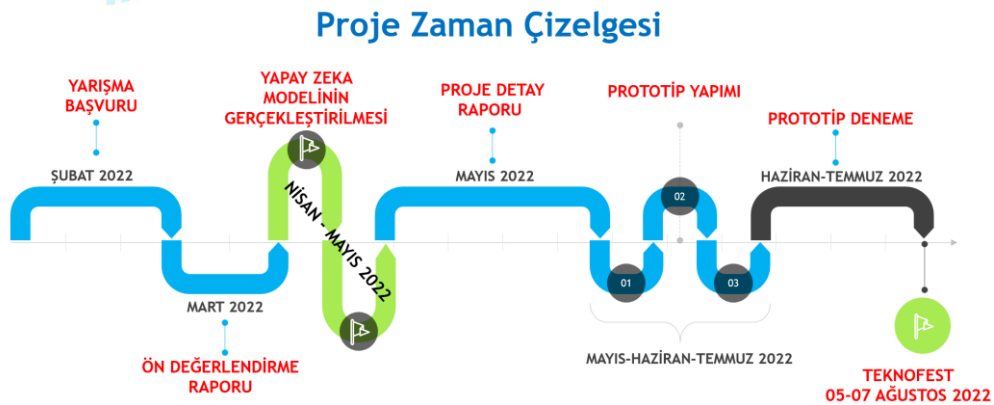 Proje Zaman Çizelgesi
YARIŞMA
BAŞVURU
ŞUBAT 2022
MART 2022
ÖN DEĞERLENDİRME
RAPORU
YAPAY ZEKA
MODELİNİN
GERÇEKLEŞTİRİLMESİ
NİSAN - MAYIS 2022
PROJE DETAY
RAPORU
MAYIS 2022
PROTOTİP YAPIMI
01
02
03
MAYIS-HAZİRAN-TEMMUZ 2022
PROTOTİP DENEME
HAZİRAN-TEMMUZ 2022
TEKNOFEST
05-07 AĞUSTOS 2022